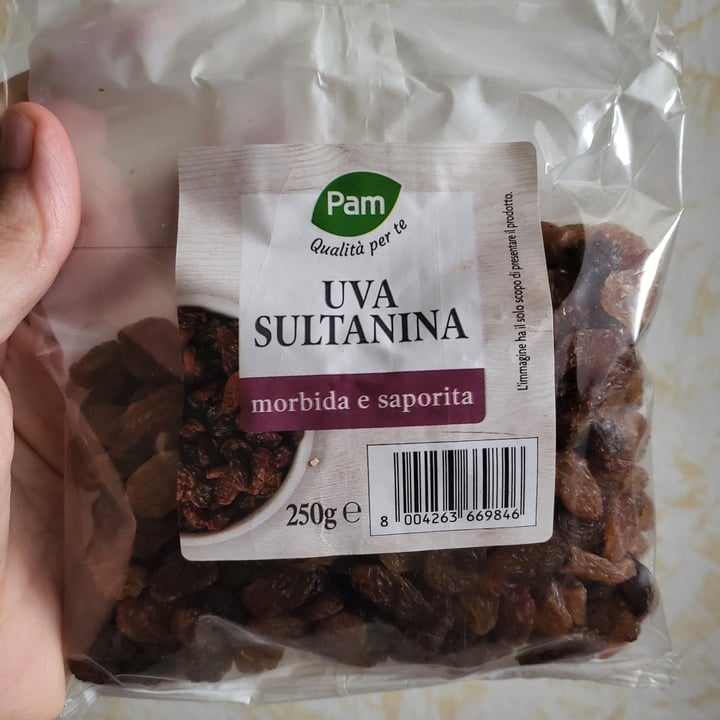 Pam
Qualità per te
UVA
SULTANINA
morbida e saporita
L'immagine ha il solo scopo di presentare il prodotto.
250g ℮
8 004263 669846